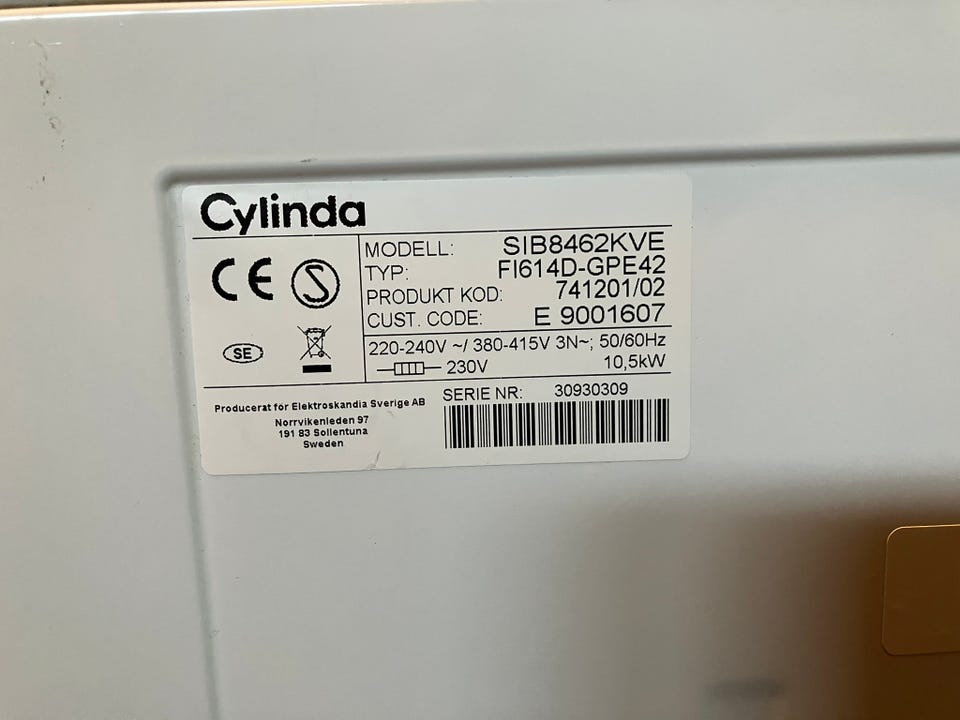 Cylinda
CE S
SE
MODELL: SIB8462KVE
TYP: FI614D-GPE42
PRODUKT KOD: 741201/02
CUST. CODE: E 9001607
220-240V ~/ 380-415V 3N~; 50/60Hz
230V 10,5kW
Producerat för Elektroskandia Sverige AB
Norrvikenleden 97
191 83 Sollentuna
Sweden
SERIE NR: 30930309